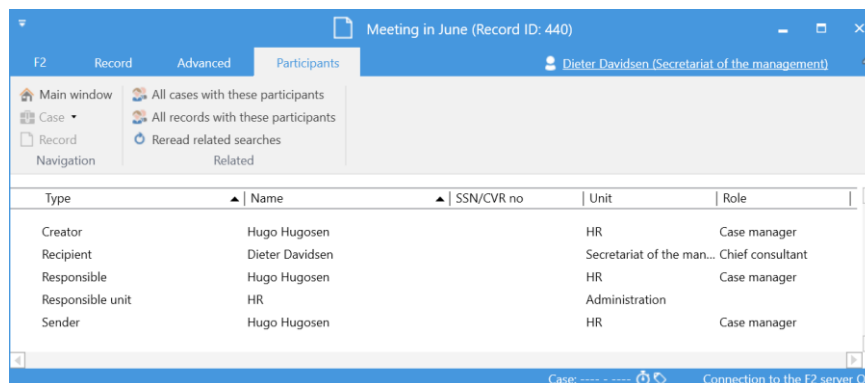 Meeting in June (Record ID: 440)
F2 Record Advanced Participants Dieter Davidsen (Secretariat of the management)
Main window All cases with these participants
Case All records with these participants
Record Reread related searches
Navigation Related
Type Name SSN/CVR no Unit Role
Creator Hugo Hugosen HR Case manager
Recipient Dieter Davidsen Secretariat of the man... Chief consultant
Responsible Hugo Hugosen HR Case manager
Responsible unit HR Administration
Sender Hugo Hugosen HR Case manager
Case: ---- - ---- Connection to the F2 server